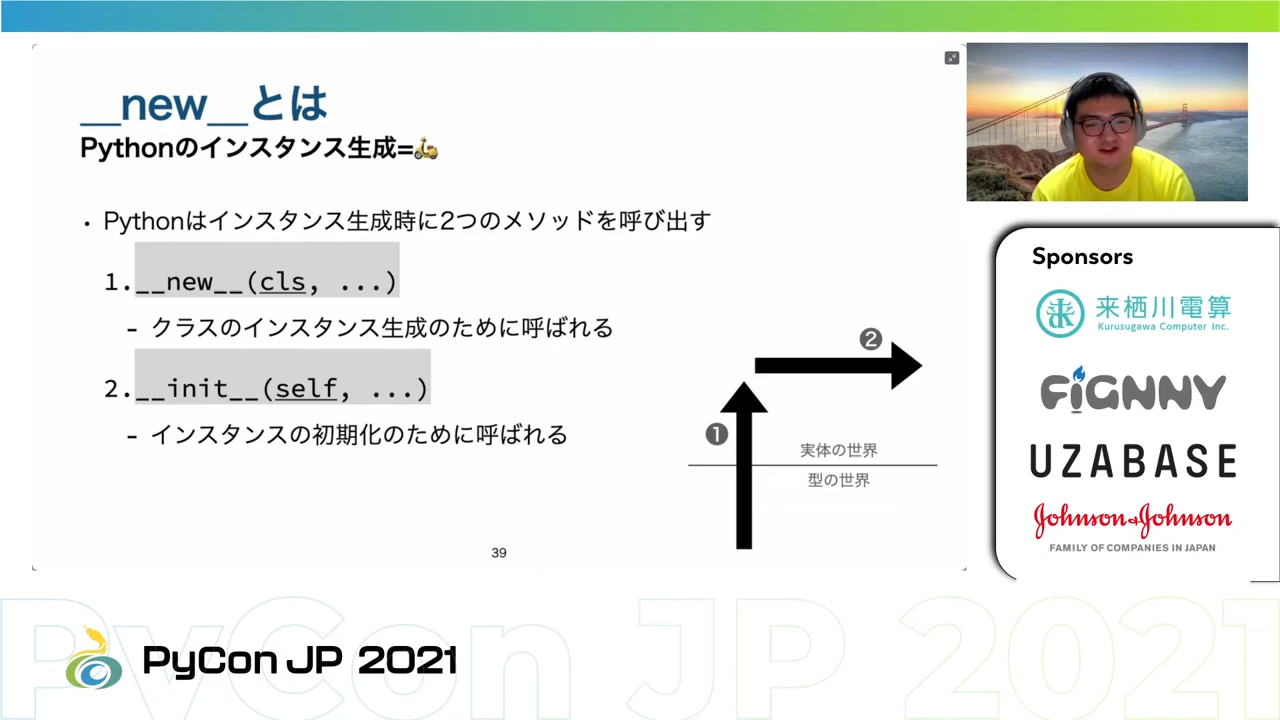 __new__とは
Pythonのインスタンス生成=🛵
・Pythonはインスタンス生成時に2つのメソッドを呼び出す
1.__new__(cls, ...)
- クラスのインスタンス生成のために呼ばれる
2.__init__(self, ...)
- インスタンスの初期化のために呼ばれる
❷
❶
実体の世界
型の世界
39
Sponsors
来栖川電算
Kurusugawa Computer Inc.
FiGNNY
UZABASE
Johnson&Johnson
FAMILY OF COMPANIES IN JAPAN
PyCon JP 2021
PyCon JP 2021